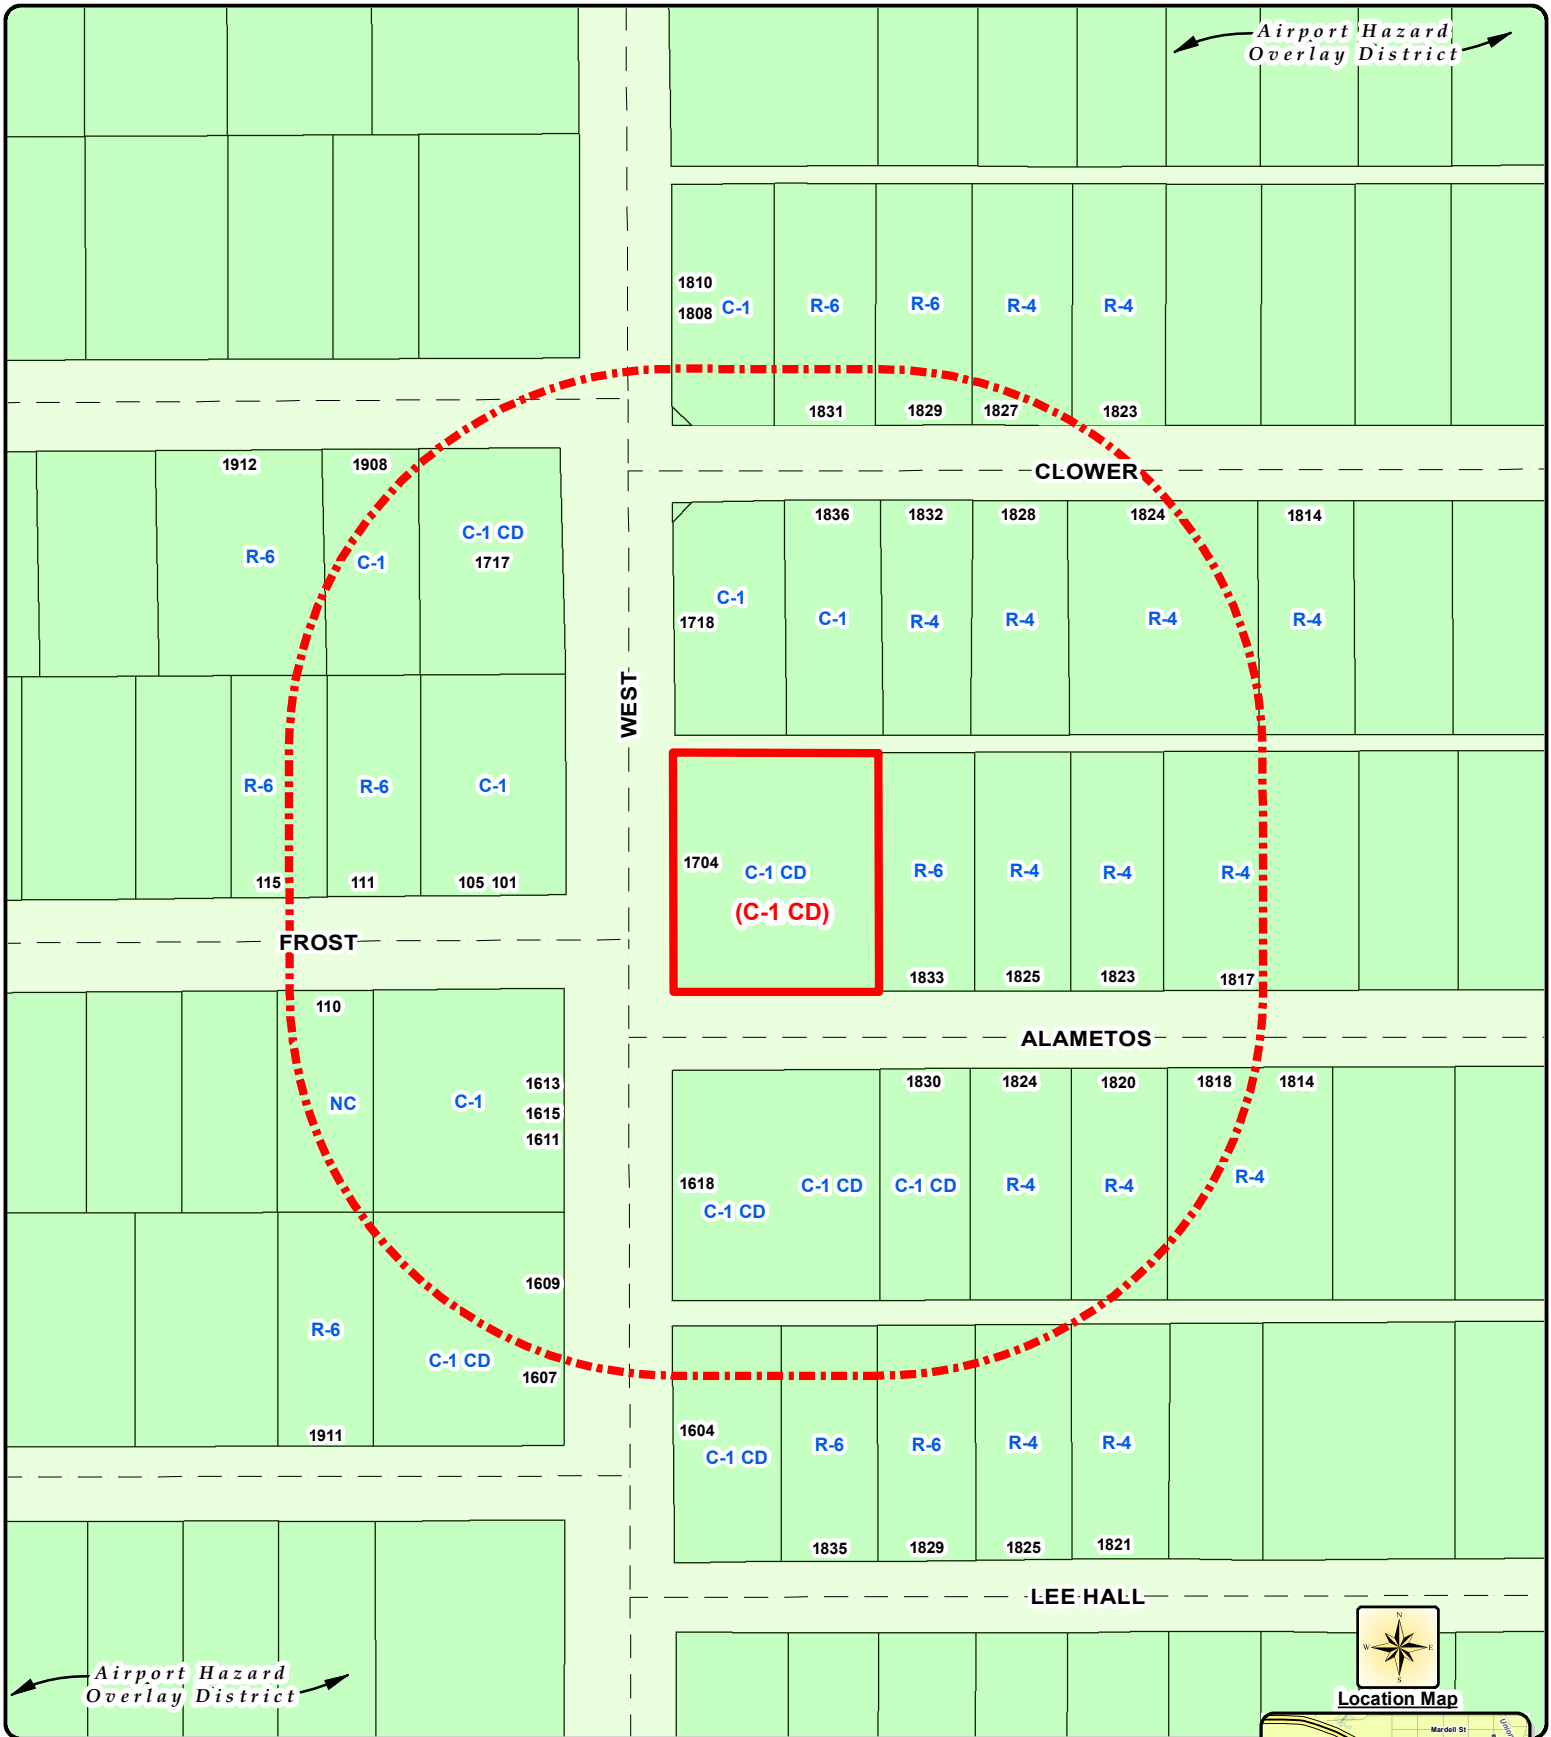 Airport Hazard
Overlay District
1810
1808
C-1
R-6
R-6
R-4
R-4
1831
1829
1827
1823
CLOWER
1912
1908
C-1 CD
1717
R-6
C-1
1836
1832
1828
1824
1814
C-1
1718
C-1
R-4
R-4
R-4
R-4
WEST
R-6
R-6
C-1
115
111
105 101
1704
C-1 CD
(C-1 CD)
R-6
R-4
R-4
R-4
1833
1825
1823
1817
FROST
ALAMETOS
110
NC
C-1
1613
1615
1611
1830
1824
1820
1818
1814
1618
C-1 CD
C-1 CD
C-1 CD
R-4
R-4
R-4
1609
R-6
C-1 CD
1607
1911
1604
C-1 CD
R-6
R-6
R-4
R-4
1835
1829
1825
1821
LEE HALL
Airport Hazard
Overlay District
N
W
E
S
Location Map
Mardell St